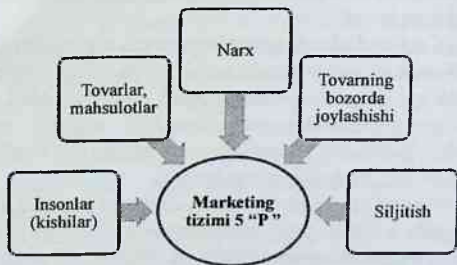 Narx
Tovarlar,
mahsulotlar
Tovarning
bozorda
joylashishi
Insonlar
(kishilar)
Marketing
tizimi 5 “P”
Siljitish